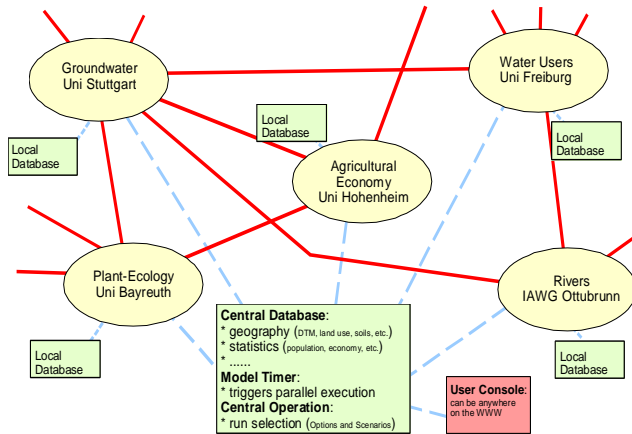 Groundwater
Uni Stuttgart
Water Users
Uni Freiburg
Local
Database
Local
Database
Local
Database
Agricultural
Economy
Uni Hohenheim
Plant-Ecology
Uni Bayreuth
Rivers
IAWG Ottubrunn
Central Database:
* geography (DTM, land use, soils, etc.)
* statistics (population, economy, etc.)
* ......
Model Timer:
* triggers parallel execution
Central Operation:
* run selection (Options and Scenarios)
Local
Database
Local
Database
User Console:
can be anywhere
on the WWW